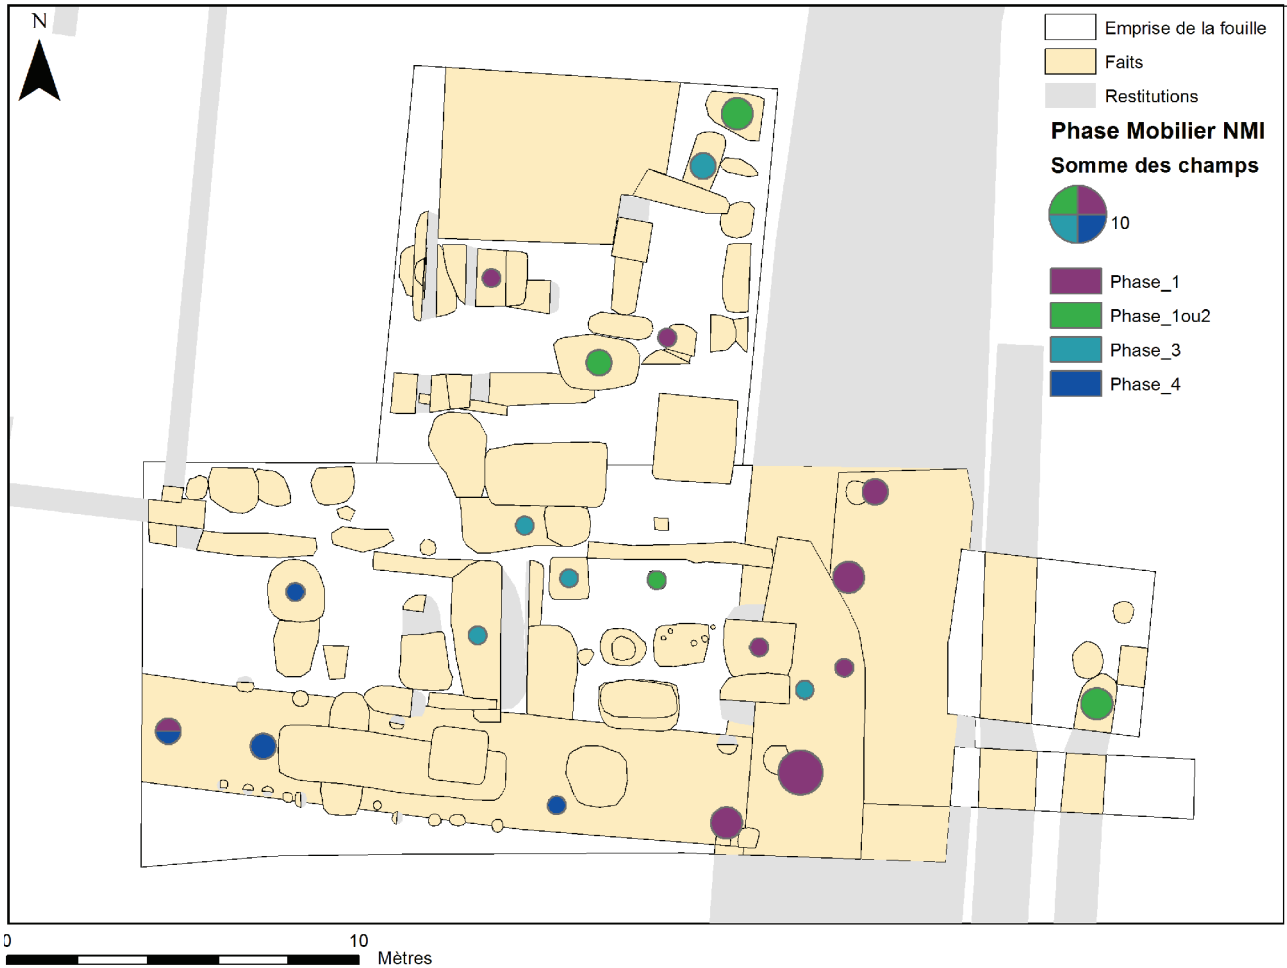 N
Emprise de la fouille
Faits
Restitutions
Phase Mobilier NMI
Somme des champs
10
Phase_1
Phase_1ou2
Phase_3
Phase_4
0 10
Mètres